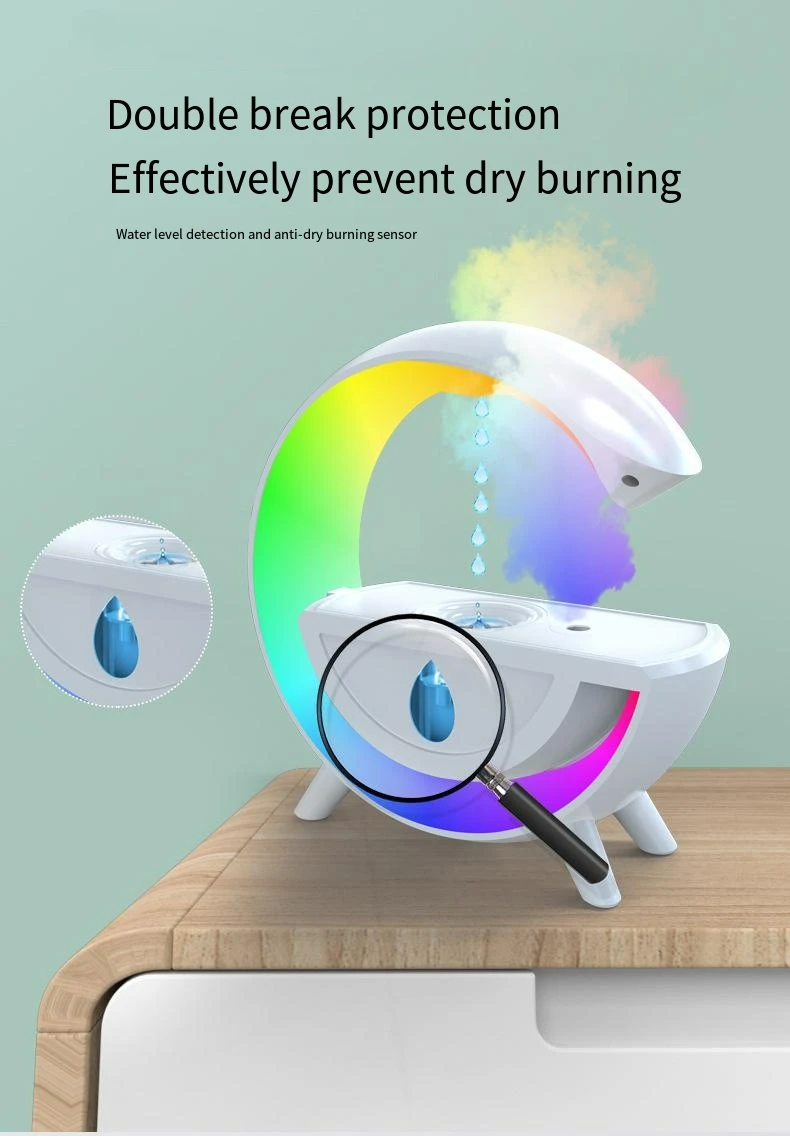 Double break protection
Effectively prevent dry burning
Water level detection and anti-dry burning sensor